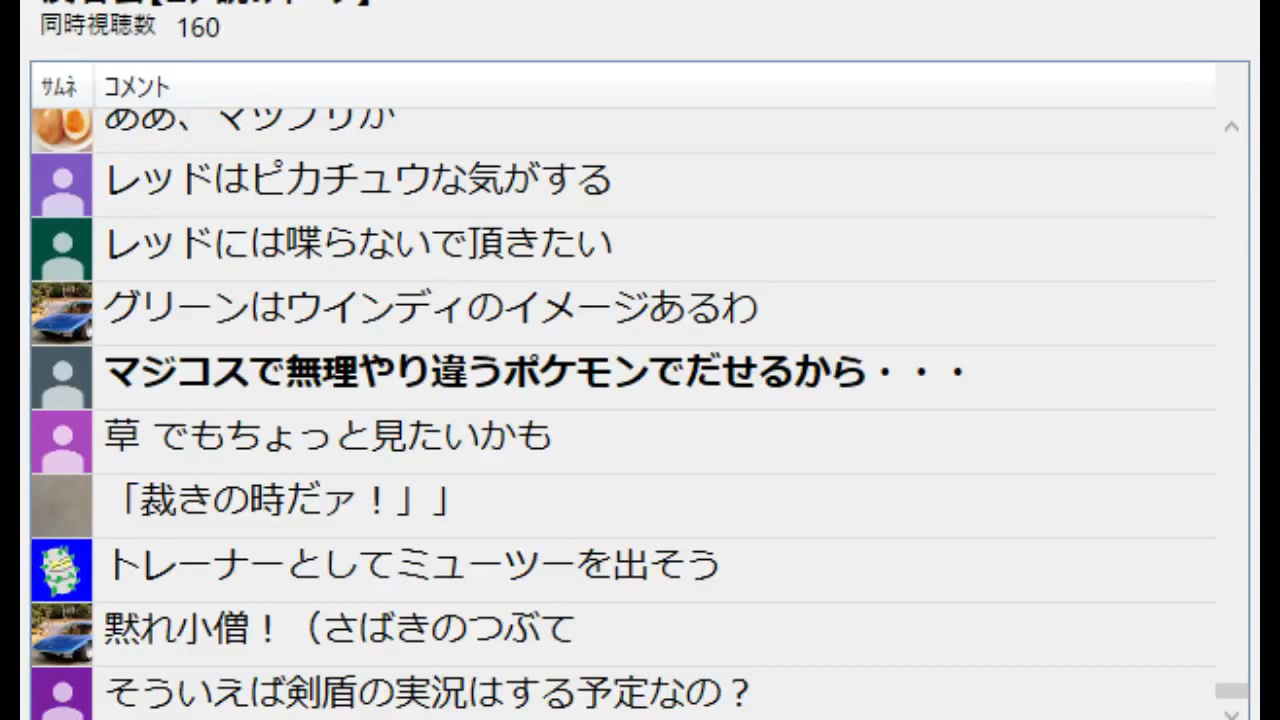 同時視聴数 160
ｻﾑﾈ コメント
ああ、マツブサか
レッドはピカチュウな気がする
レッドには喋らないで頂きたい
グリーンはウインディのイメージあるわ
マジコスで無理やり違うポケモンでだせるから・・・
草 でもちょっと見たいかも
「裁きの時だァ！」」
トレーナーとしてミューツーを出そう
黙れ小僧！（さばきのつぶて
そういえば剣盾の実況はする予定なの？